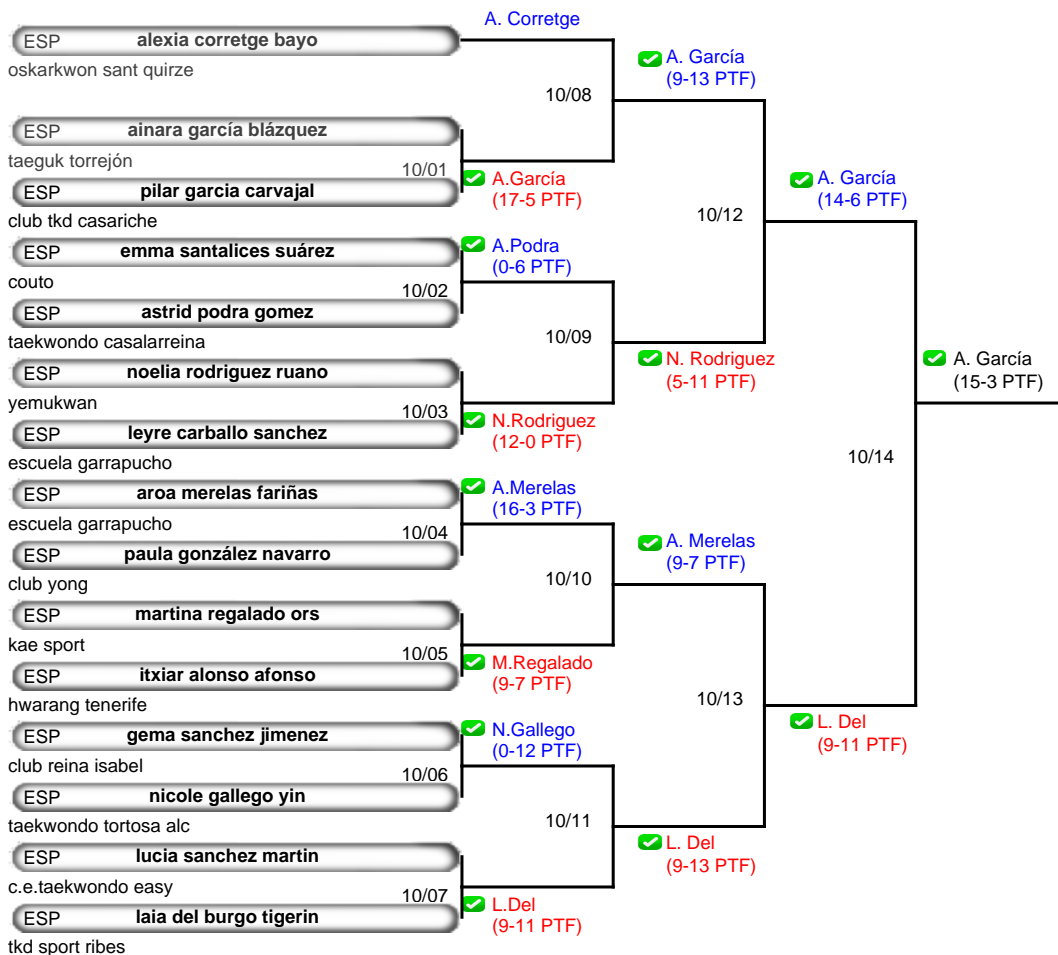 A. Corretge
ESP alexia corretge bayo
oskarkwon sant quirze
A. García
(9-13 PTF)
10/08
ESP ainara garcía blázquez
taeguk torrejón
10/01
ESP pilar garcia carvajal
club tkd casariche
A.García
(17-5 PTF)
A. García
(14-6 PTF)
10/12
ESP emma santalices suárez
couto
10/02
ESP astrid podra gomez
taekwondo casalarreina
A.Podra
(0-6 PTF)
10/09
N. Rodriguez
(5-11 PTF)
A. García
(15-3 PTF)
ESP noelia rodriguez ruano
yemukwan
10/03
ESP leyre carballo sanchez
escuela garrapucho
N.Rodriguez
(12-0 PTF)
10/14
ESP aroa merelas fariñas
escuela garrapucho
10/04
ESP paula gonzález navarro
club yong
A.Merelas
(16-3 PTF)
A. Merelas
(9-7 PTF)
10/10
ESP martina regalado ors
kae sport
10/05
ESP itxiar alonso afonso
hwarang tenerife
M.Regalado
(9-7 PTF)
10/13
L. Del
(9-11 PTF)
ESP gema sanchez jimenez
club reina isabel
10/06
ESP nicole gallego yin
taekwondo tortosa alc
N.Gallego
(0-12 PTF)
10/11
L. Del
(9-13 PTF)
ESP lucia sanchez martin
c.e.taekwondo easy
10/07
ESP laia del burgo tigerin
tkd sport ribes
L.Del
(9-11 PTF)